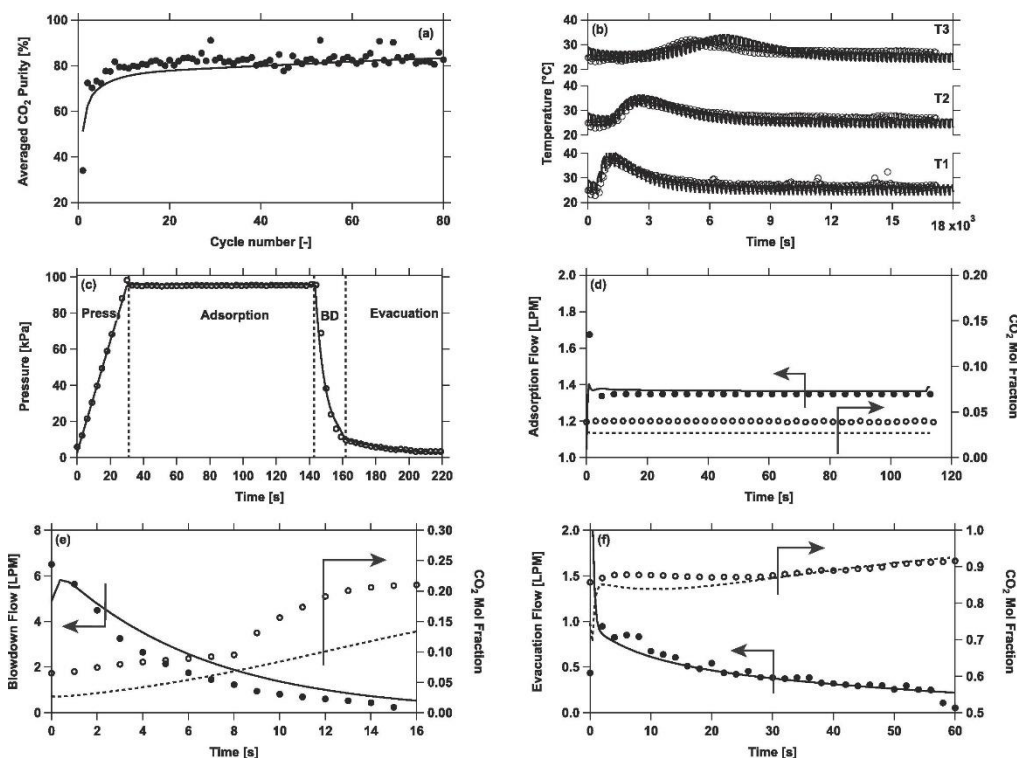 (a)
Averaged CO2 Purity [%]
100
80
60
40
20
0 20 40 60 80
Cycle number [-]
(b)
Temperature [°C]
T3
40
30
20
T2
40
30
20
T1
40
30
20
0 3 6 9 12 15 18 x10^3
Time [s]
(c)
Pressure [kPa]
100
80
60
40
20
0
Press Adsorption BD Evacuation
0 20 40 60 80 100 120 140 160 180 200 220
Time [s]
(d)
Adsorption Flow [LPM]
2.0
1.8
1.6
1.4
1.2
1.0
0.20
0.15
0.10
0.05
0.00
CO2 Mol Fraction
0 20 40 60 80 100 120
Time [s]
(e)
Blowdown Flow [LPM]
8
6
4
2
0
0.30
0.25
0.20
0.15
0.10
0.05
0.00
CO2 Mol Fraction
0 2 4 6 8 10 12 14 16
Time [s]
(f)
Evacuation Flow [LPM]
2.0
1.5
1.0
0.5
0.0
1.0
0.9
0.8
0.7
0.6
0.5
CO2 Mol Fraction
0 10 20 30 40 50 60
Time [s]